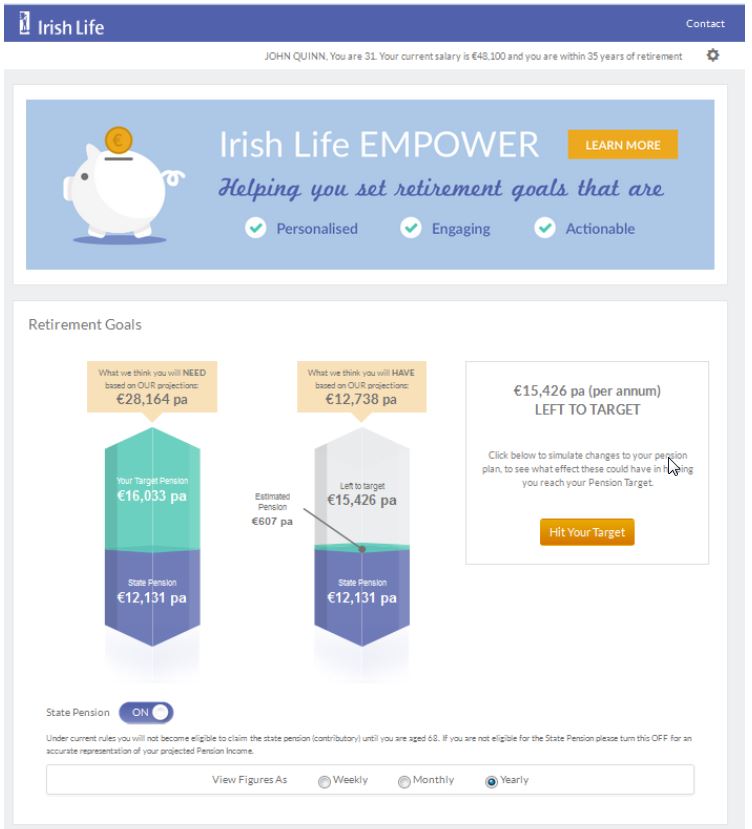 Irish Life
Contact
JOHN QUINN, You are 31. Your current salary is €48,100 and you are within 35 years of retirement
€
Irish Life EMPOWER
LEARN MORE
Helping you set retirement goals that are
Personalised
Engaging
Actionable
Retirement Goals
What we think you will NEED
based on OUR projections:
€28,164 pa
Your Target Pension
€16,033 pa
State Pension
€12,131 pa
What we think you will HAVE
based on OUR projections:
€12,738 pa
Left to target
€15,426 pa
Estimated
Pension
€607 pa
State Pension
€12,131 pa
€15,426 pa (per annum)
LEFT TO TARGET
Click below to simulate changes to your pension
plan, to see what effect these could have in helping
you reach your Pension Target.
Hit Your Target
State Pension ON
Under current rules you will not become eligible to claim the state pension (contributory) until you are aged 68. If you are not eligible for the State Pension please turn this OFF for an
accurate representation of your projected Pension Income.
View Figures As Weekly Monthly Yearly